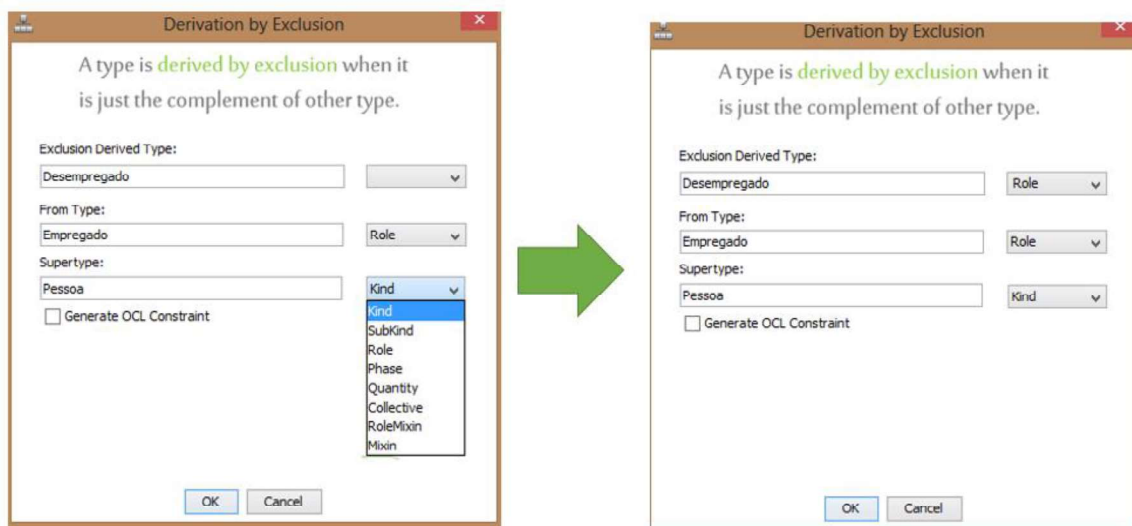 Derivation by Exclusion
A type is derived by exclusion when it
is just the complement of other type.
Exclusion Derived Type:
Desempregado
From Type:
Empregado Role
Supertype:
Pessoa Kind
Generate OCL Constraint
Kind
SubKind
Role
Phase
Quantity
Collective
RoleMixin
Mixin
OK Cancel
Derivation by Exclusion
A type is derived by exclusion when it
is just the complement of other type.
Exclusion Derived Type:
Desempregado Role
From Type:
Empregado Role
Supertype:
Pessoa Kind
Generate OCL Constraint
OK Cancel